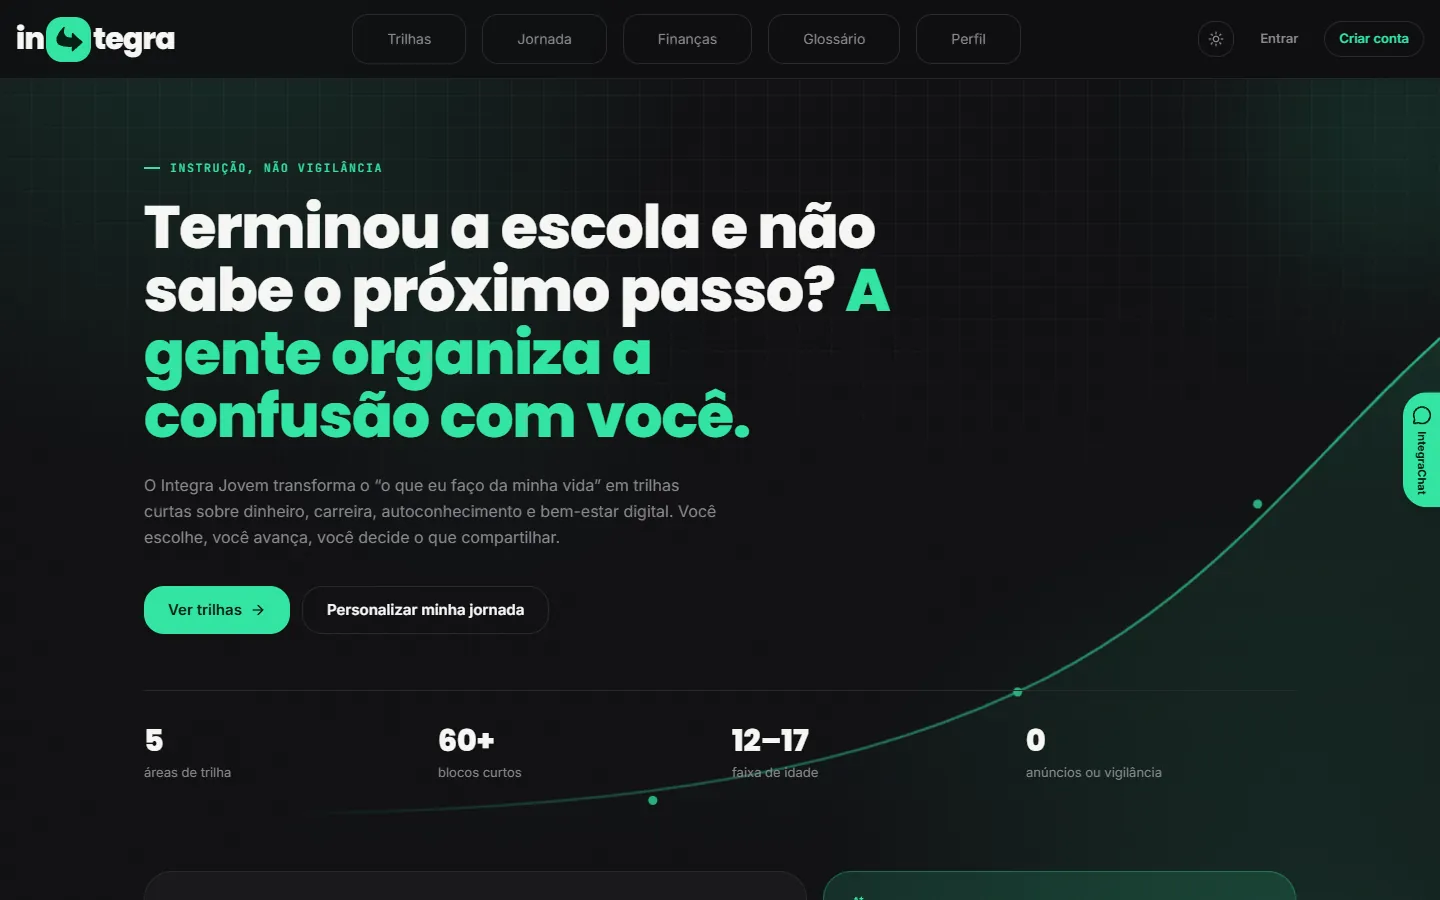 in tegra
Trilhas
Jornada
Finanças
Glossário
Perfil
Entrar
Criar conta
INSTRUÇÃO, NÃO VIGILÂNCIA
Terminou a escola e não
sabe o próximo passo? A
gente organiza a
confusão com você.
O Integra Jovem transforma o “o que eu faço da minha vida” em trilhas
curtas sobre dinheiro, carreira, autoconhecimento e bem-estar digital. Você
escolhe, você avança, você decide o que compartilhar.
Ver trilhas →
Personalizar minha jornada
5
áreas de trilha
60+
blocos curtos
12–17
faixa de idade
0
anúncios ou vigilância
IntegraChat